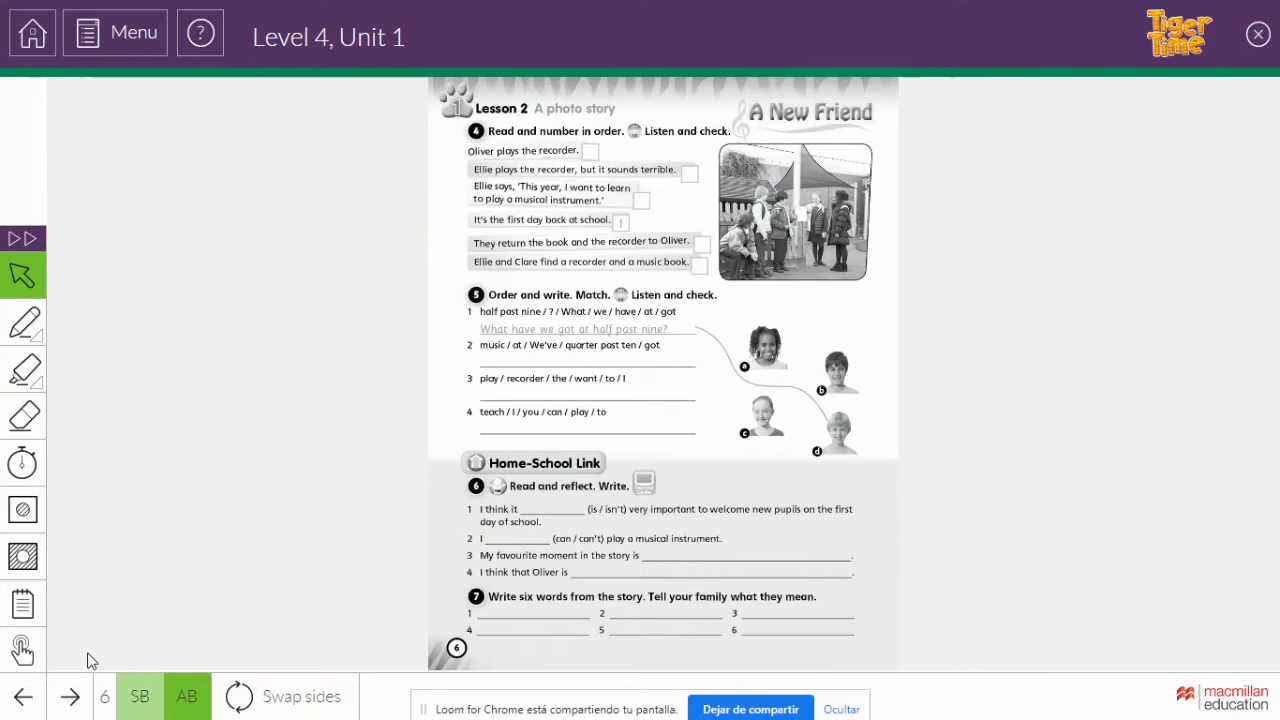 Menu
?
Level 4, Unit 1
Tiger Time
1 Lesson 2 A photo story
A New Friend
4 Read and number in order. Listen and check.
Oliver plays the recorder.
Ellie plays the recorder, but it sounds terrible.
Ellie says, 'This year, I want to learn
to play a musical instrument.'
It's the first day back at school. 1
They return the book and the recorder to Oliver.
Ellie and Clare find a recorder and a music book.
5 Order and write. Match. Listen and check.
1 half past nine / ? / What / we / have / at / got
What have we got at half past nine?
2 music / at / We've / quarter past ten / got
3 play / recorder / the / want / to / I
4 teach / I / you / can / play / to
a
b
c
d
Home-School Link
6 Read and reflect. Write.
1 I think it ____________ (is / isn't) very important to welcome new pupils on the first
day of school.
2 I ____________ (can / can't) play a musical instrument.
3 My favourite moment in the story is ____________.
4 I think that Oliver is ____________.
7 Write six words from the story. Tell your family what they mean.
1 ____________ 2 ____________ 3 ____________
4 ____________ 5 ____________ 6 ____________
6
6 SB AB Swap sides
Loom for Chrome está compartiendo tu pantalla. Dejar de compartir Ocultar
macmillan
education